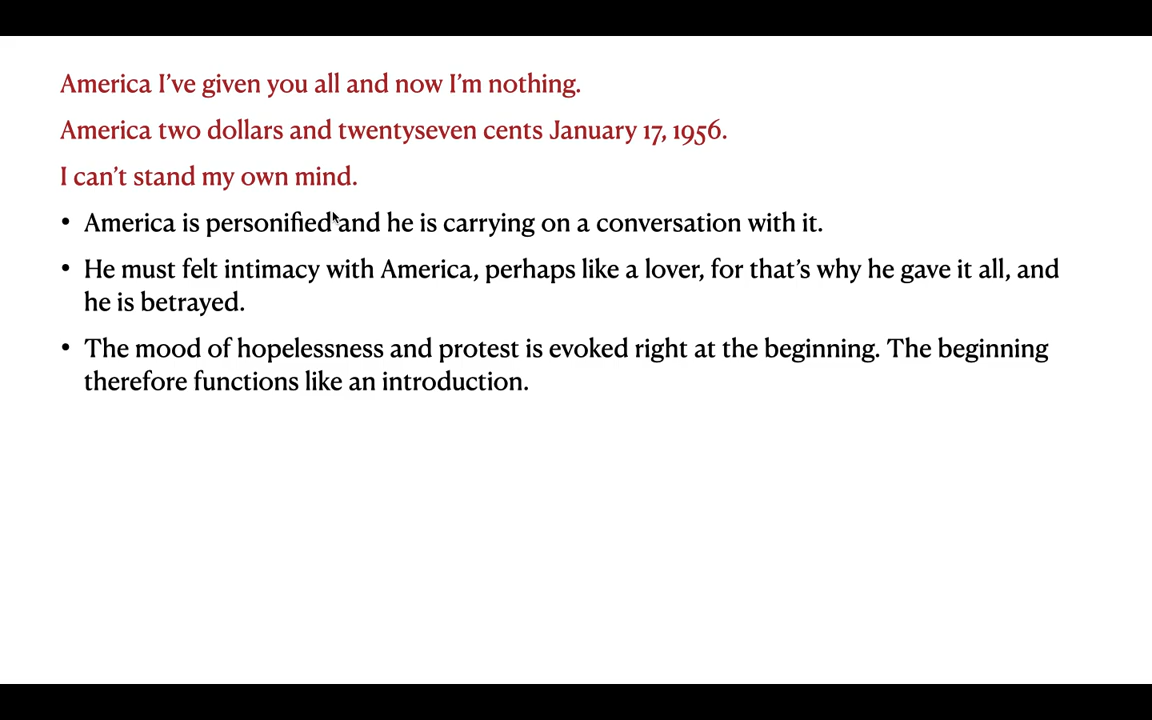 America I've given you all and now I'm nothing.
America two dollars and twentyseven cents January 17, 1956.
I can't stand my own mind.
• America is personified and he is carrying on a conversation with it.
• He must felt intimacy with America, perhaps like a lover, for that's why he gave it all, and
he is betrayed.
• The mood of hopelessness and protest is evoked right at the beginning. The beginning
therefore functions like an introduction.